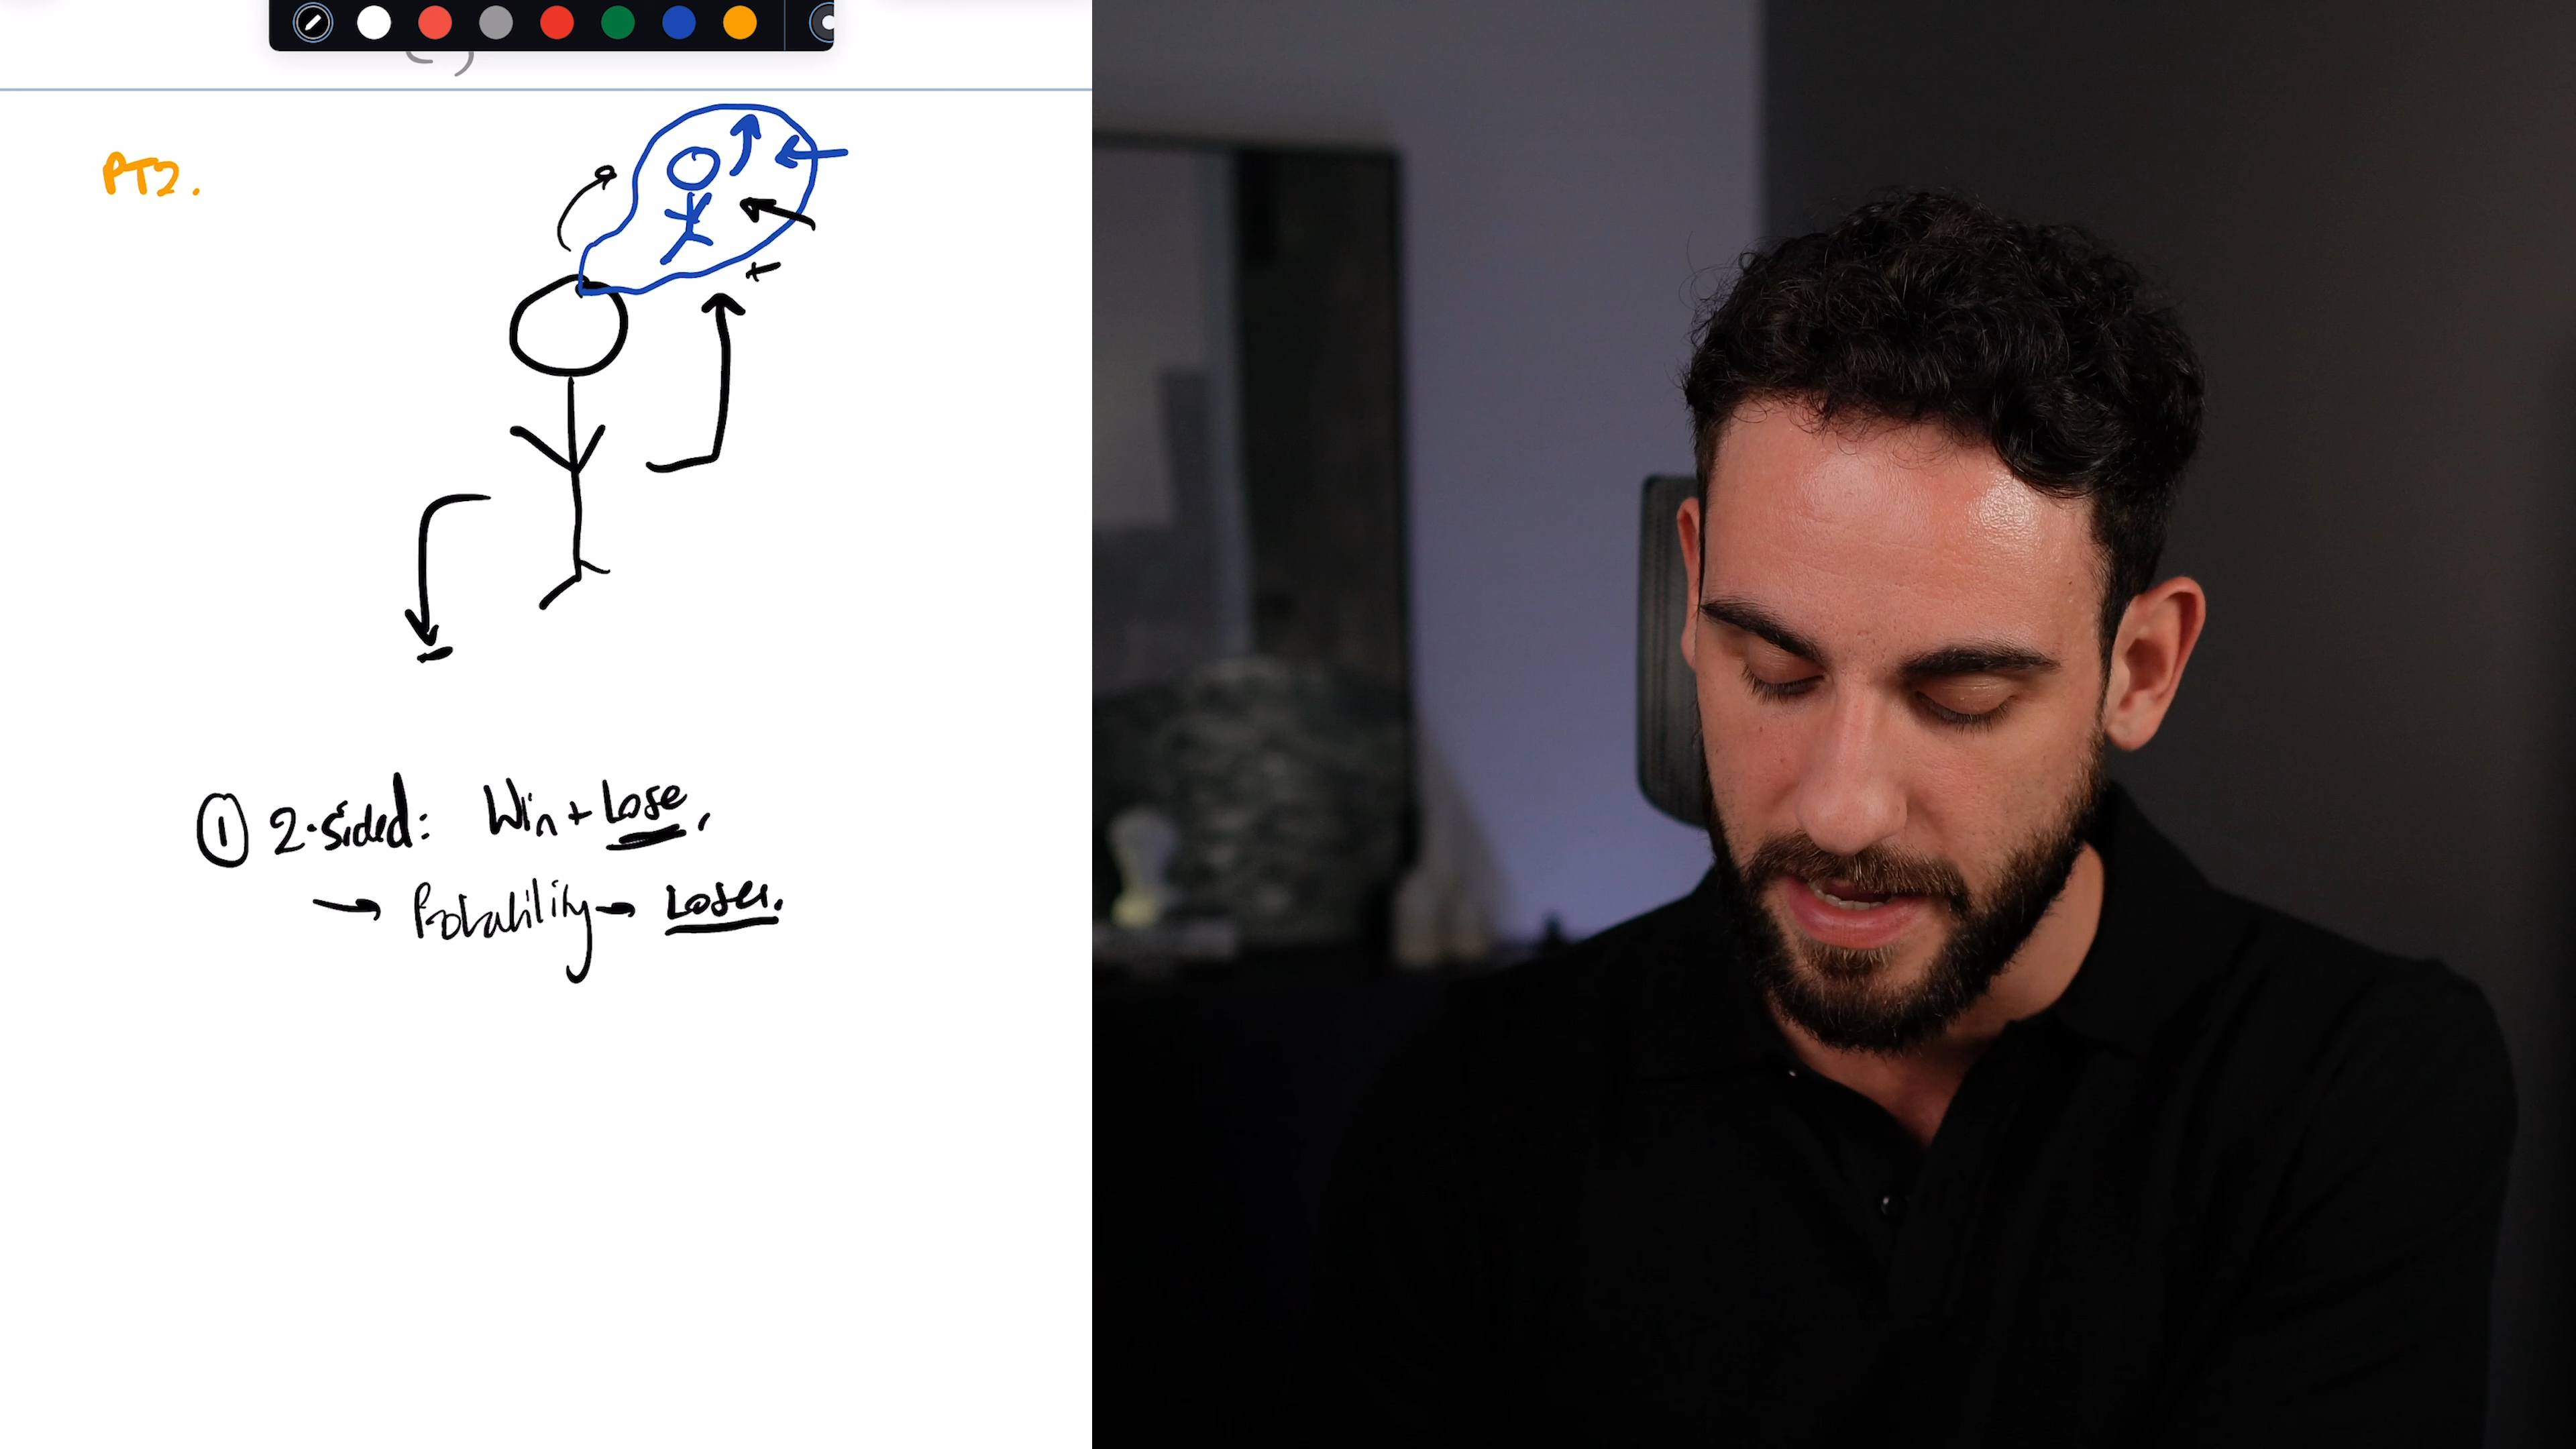 PT2.
① 2-sided: Win + Lose.
→ Probability → Loser.